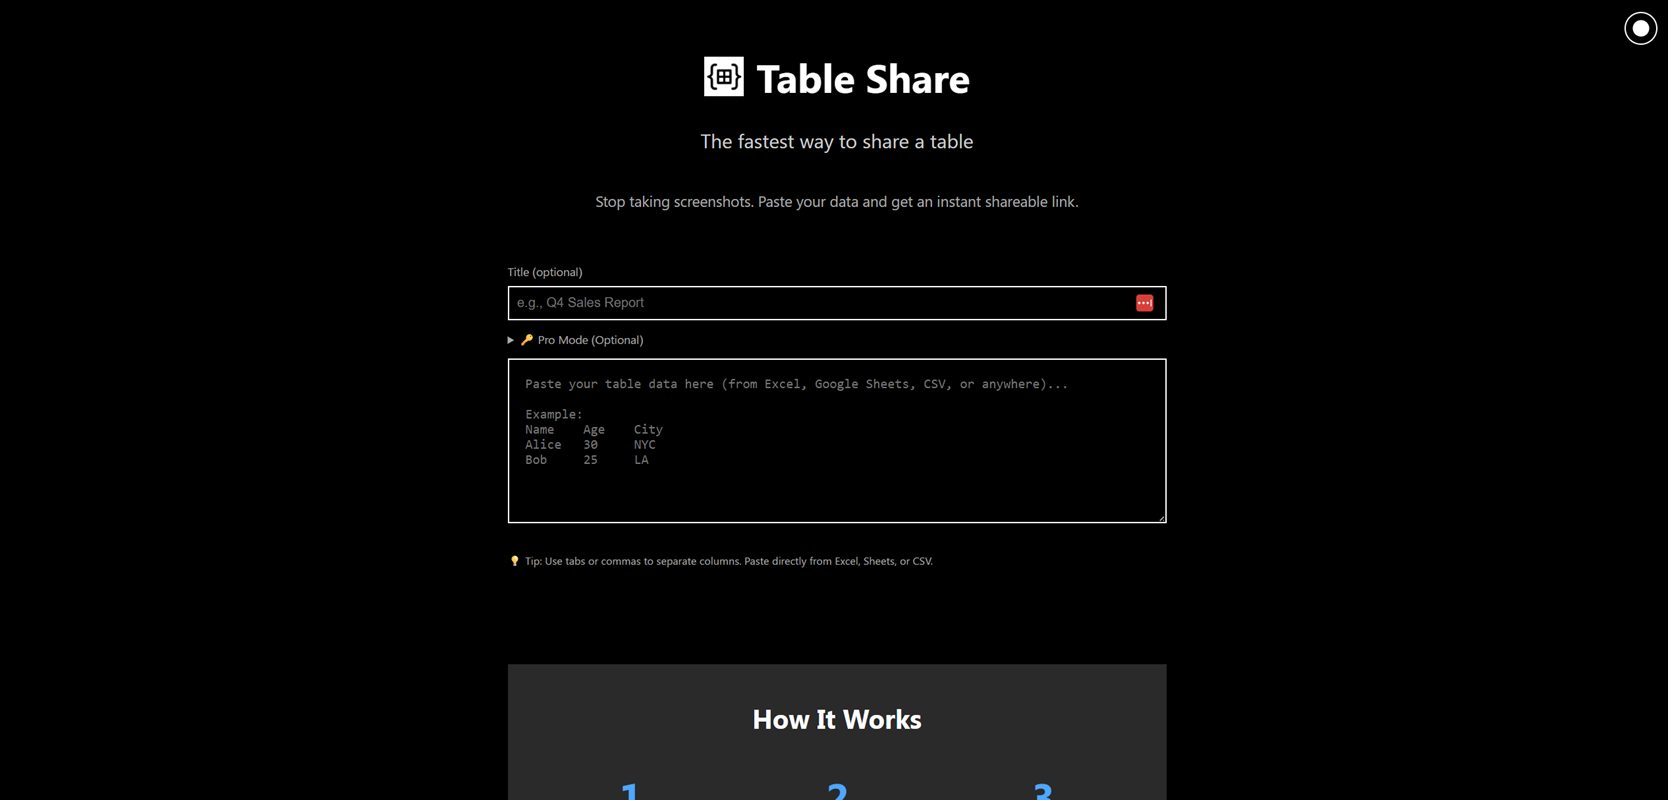 Table Share
The fastest way to share a table
Stop taking screenshots. Paste your data and get an instant shareable link.
Title (optional)
e.g., Q4 Sales Report
Pro Mode (Optional)
Paste your table data here (from Excel, Google Sheets, CSV, or anywhere)...
Example:
Name Age City
Alice 30 NYC
Bob 25 LA
Tip: Use tabs or commas to separate columns. Paste directly from Excel, Sheets, or CSV.
How It Works
1 2 3